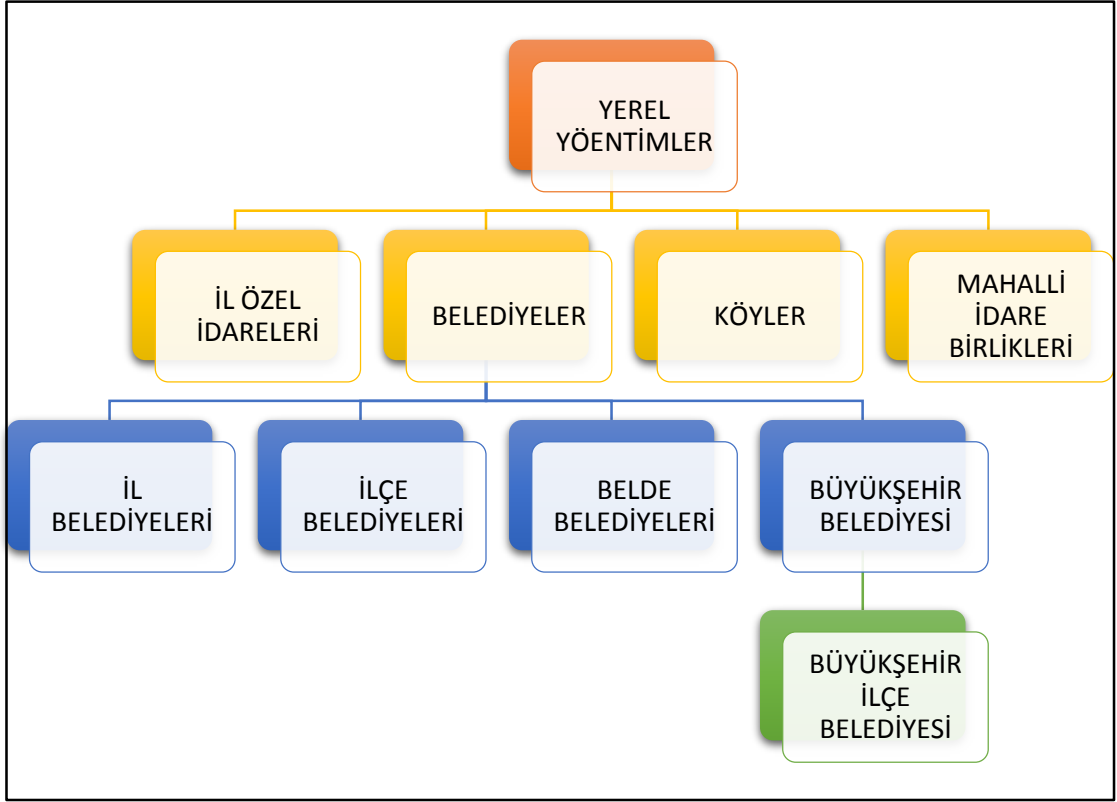 YEREL
YÖENTİMLER
İL ÖZEL
İDARELERİ
BELEDİYELER
KÖYLER
MAHALLİ
İDARE
BİRLİKLERİ
İL
BELEDİYELERİ
İLÇE
BELEDİYELERİ
BELDE
BELEDİYELERİ
BÜYÜKŞEHİR
BELEDİYESİ
BÜYÜKŞEHİR
İLÇE
BELEDİYESİ